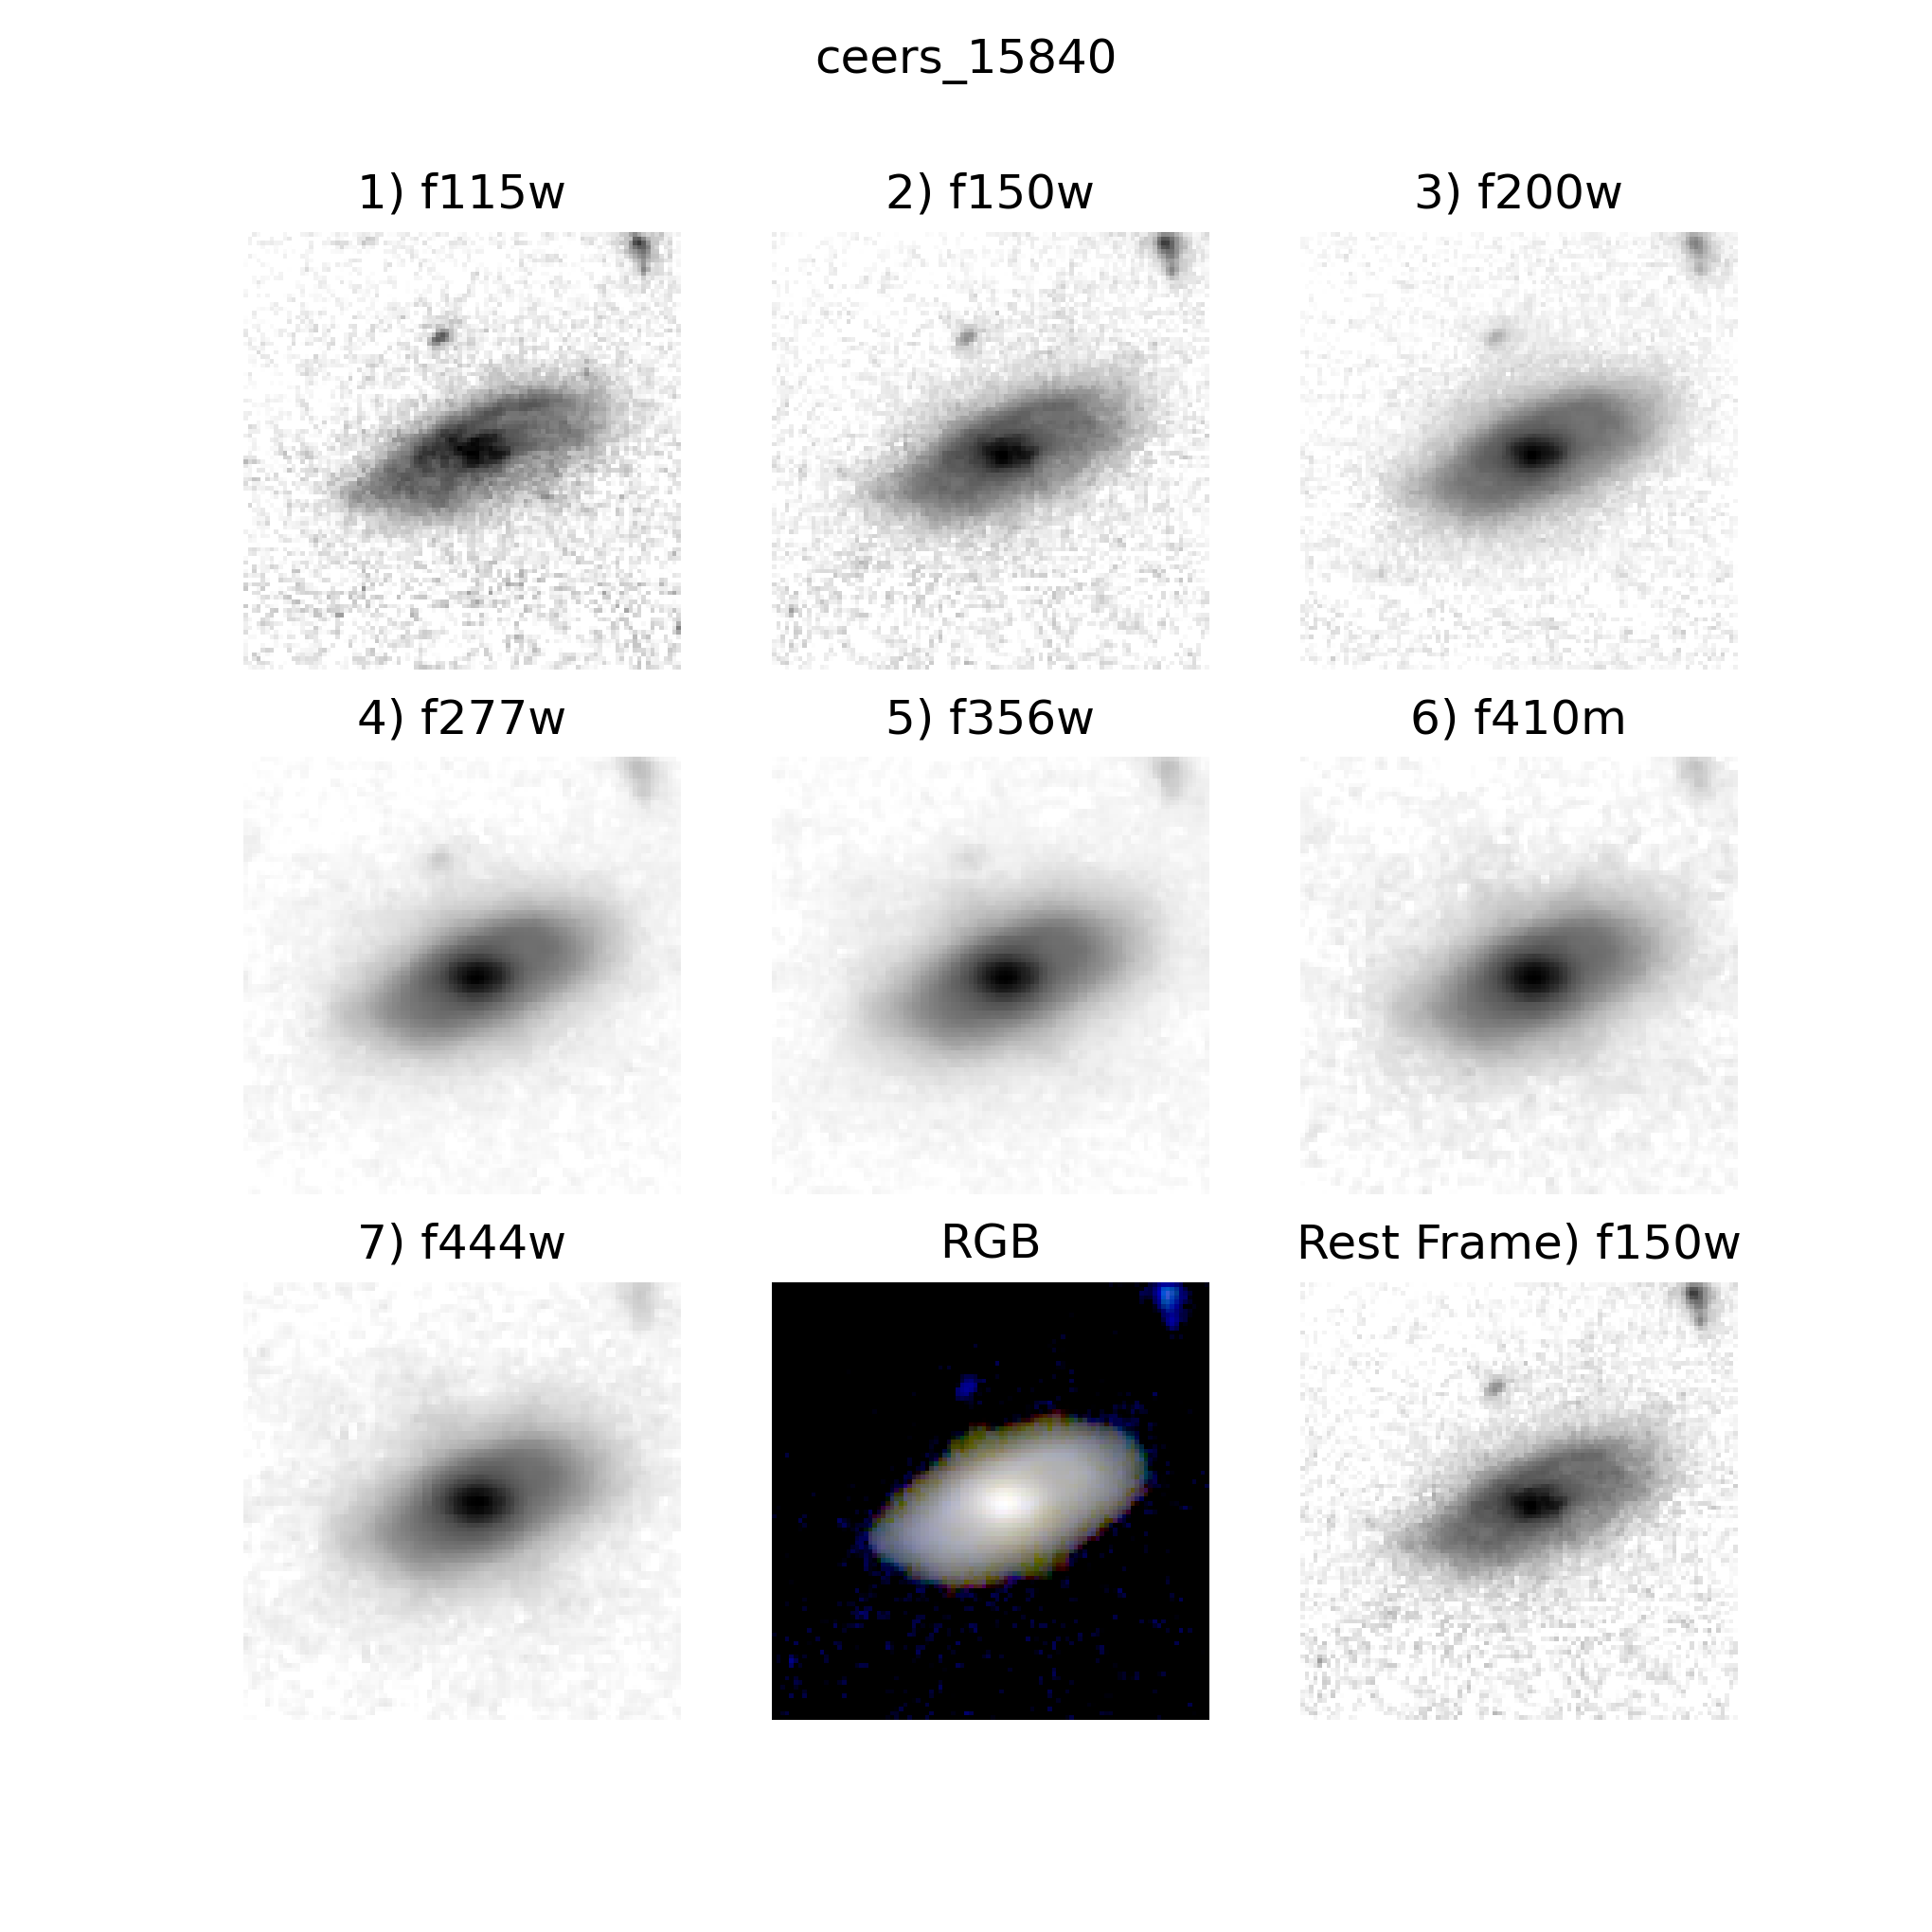 ceers_15840
1) f115w
2) f150w
3) f200w
4) f277w
5) f356w
6) f410m
7) f444w
RGB
Rest Frame) f150w